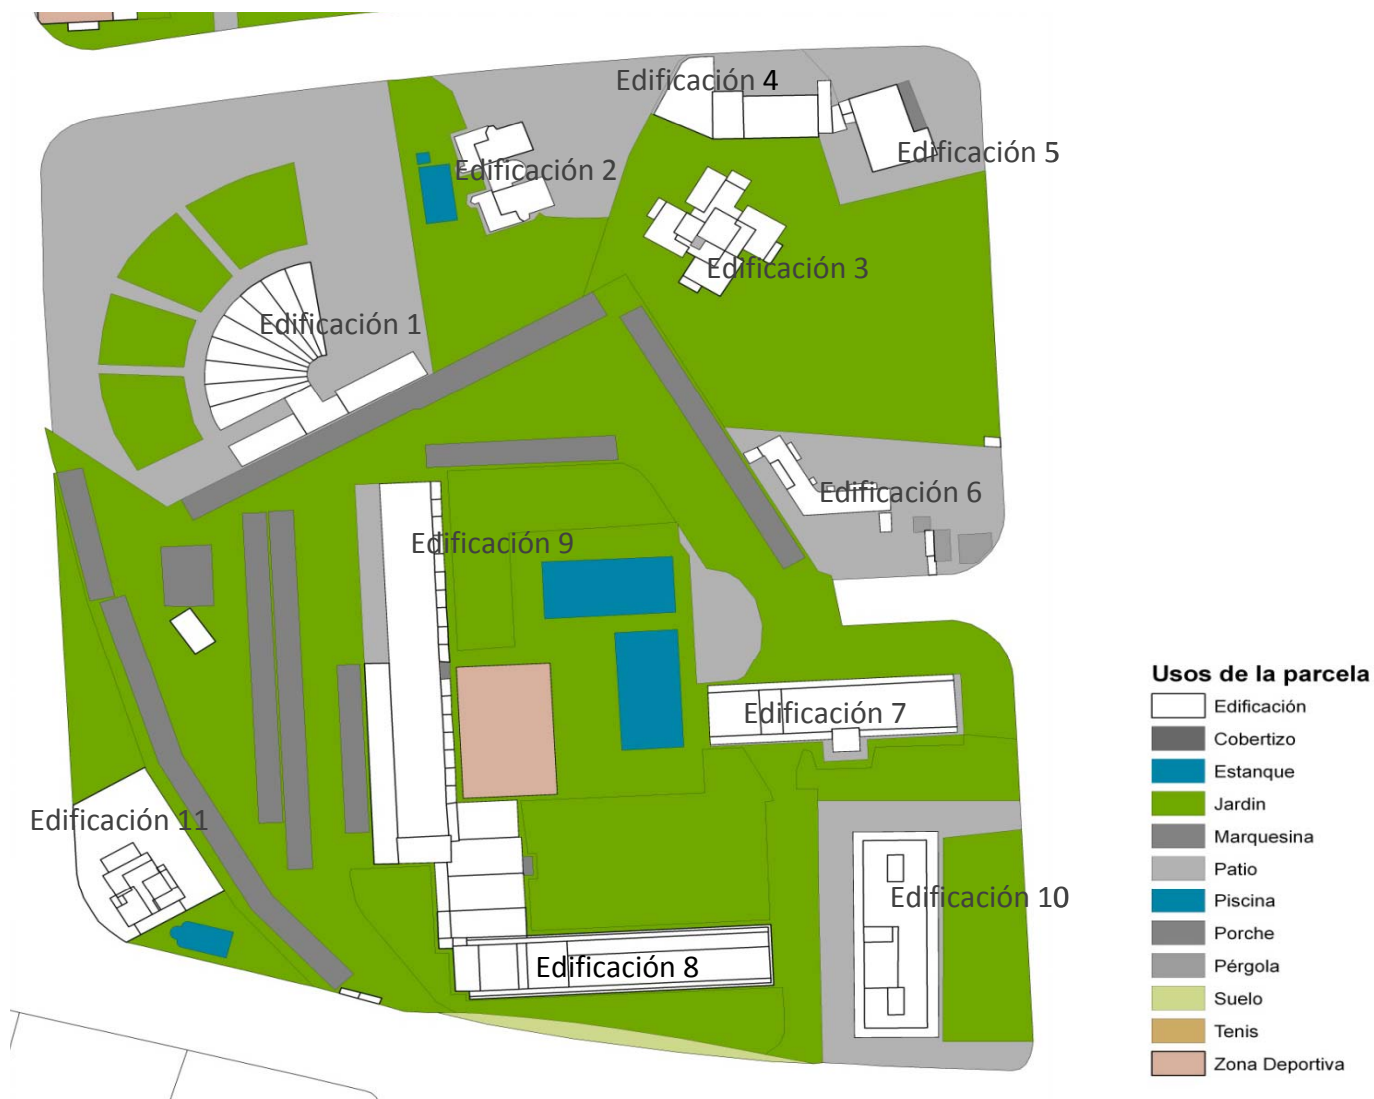 Edificación 4
Edificación 5
Edificación 2
Edificación 3
Edificación 1
Edificación 6
Edificación 9
Edificación 7
Edificación 11
Edificación 10
Edificación 8
Usos de la parcela
Edificación
Cobertizo
Estanque
Jardin
Marquesina
Patio
Piscina
Porche
Pérgola
Suelo
Tenis
Zona Deportiva